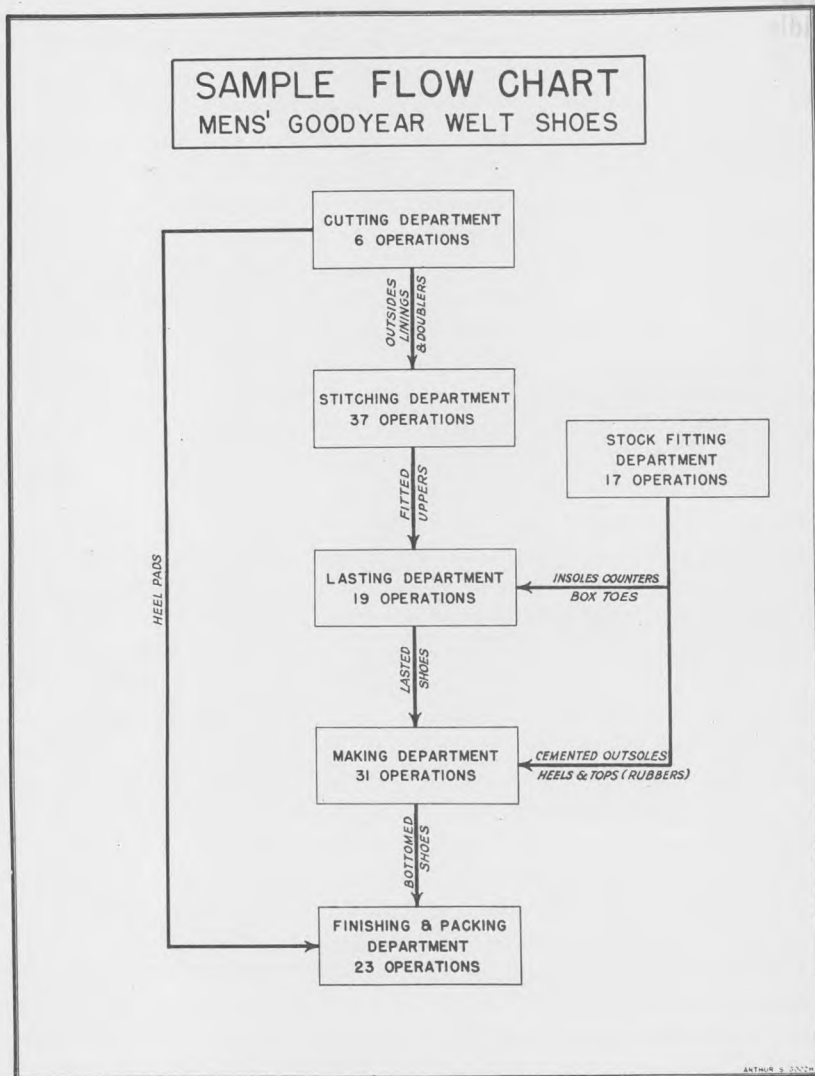 SAMPLE FLOW CHART
MENS' GOODYEAR WELT SHOES
CUTTING DEPARTMENT
6 OPERATIONS
OUTSIDES
LININGS
& DOUBLERS
STITCHING DEPARTMENT
37 OPERATIONS
STOCK FITTING
DEPARTMENT
17 OPERATIONS
FITTED
UPPERS
HEEL PADS
LASTING DEPARTMENT
19 OPERATIONS
INSOLES COUNTERS
BOX TOES
LASTED
SHOES
MAKING DEPARTMENT
31 OPERATIONS
CEMENTED OUTSOLES
HEELS & TOPS (RUBBERS)
BOTTOMED
SHOES
FINISHING & PACKING
DEPARTMENT
23 OPERATIONS
ARTHUR S.